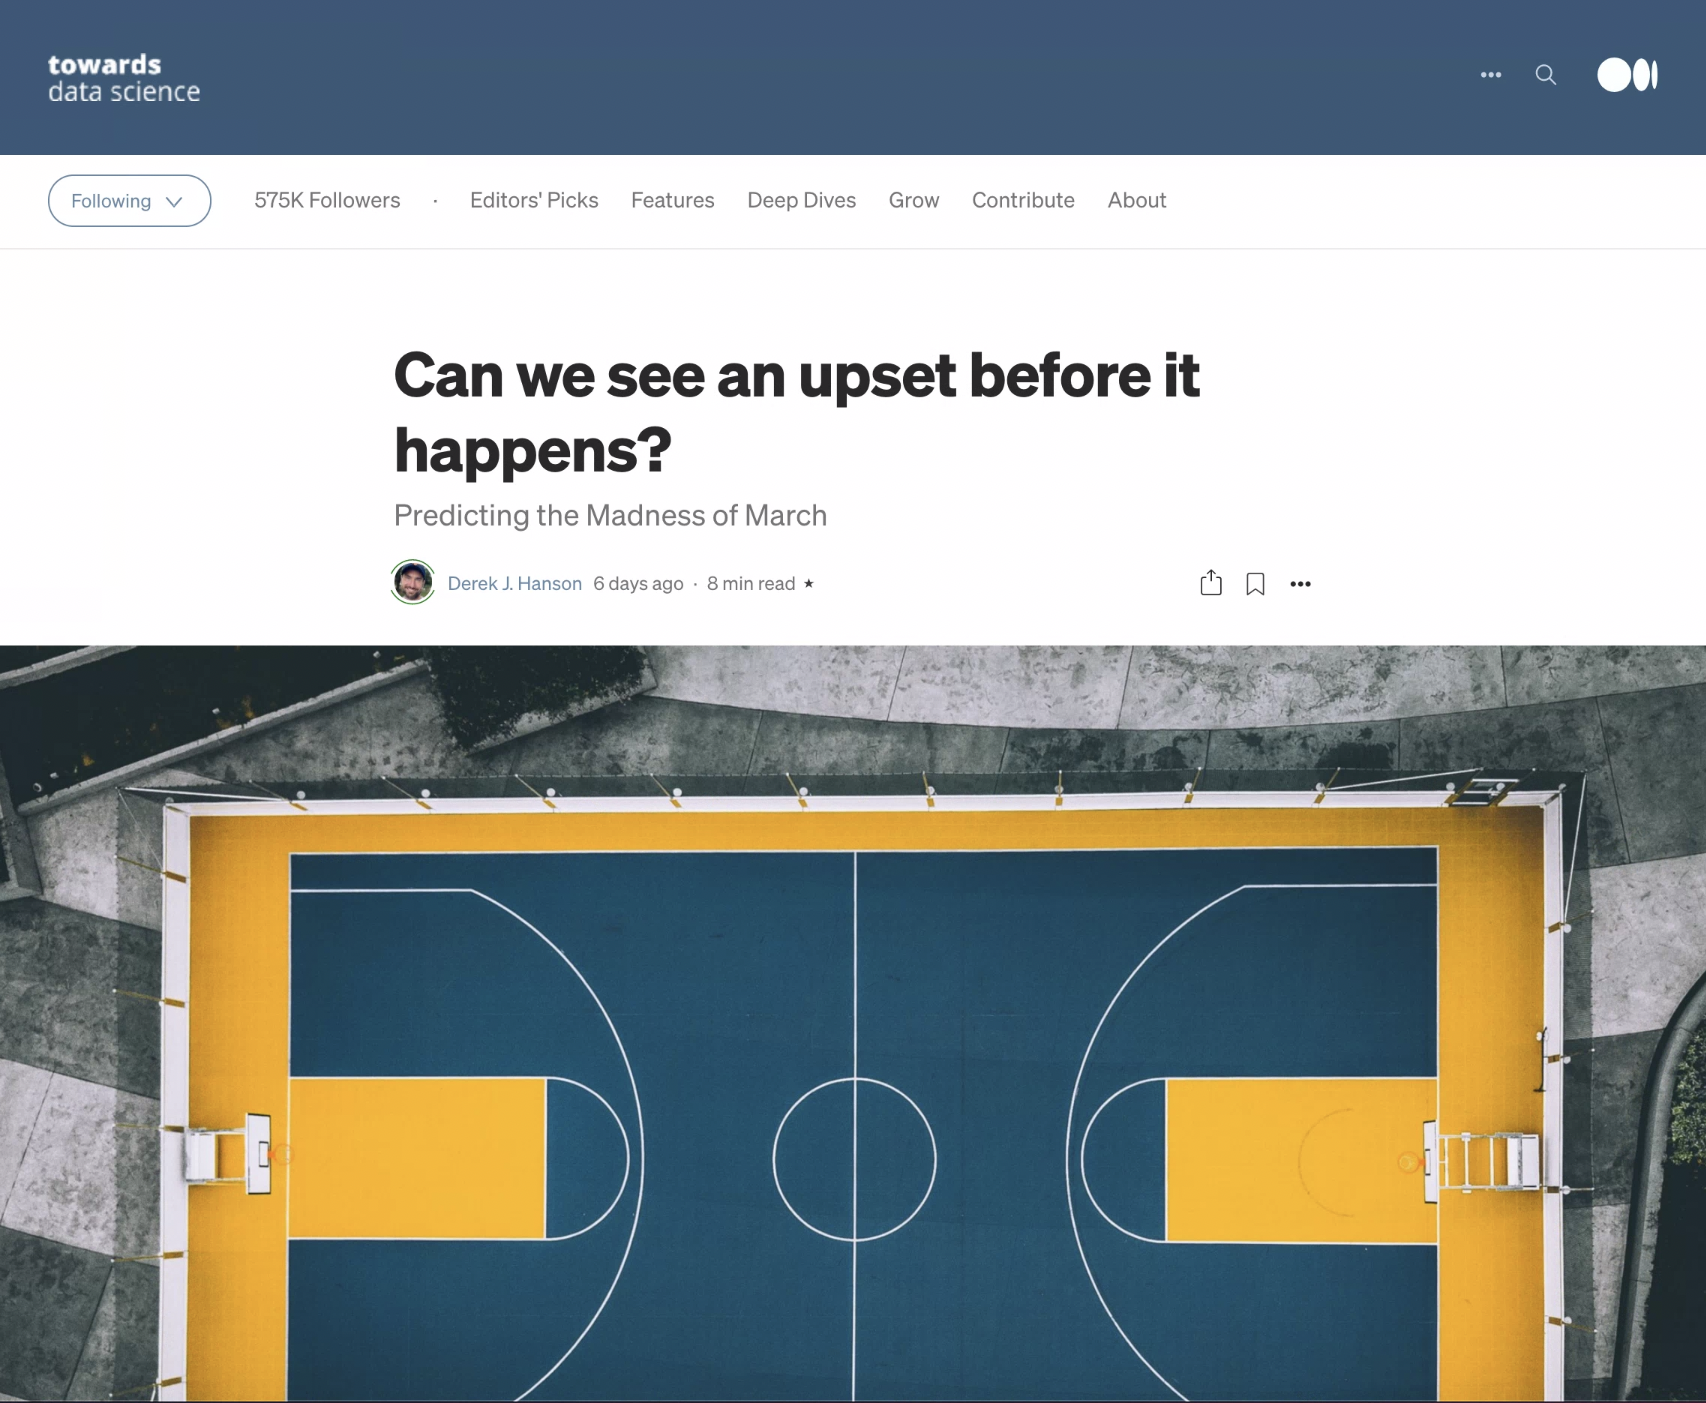 towards
data science
Following
575K Followers · Editors' Picks Features Deep Dives Grow Contribute About
Can we see an upset before it
happens?
Predicting the Madness of March
Derek J. Hanson 6 days ago · 8 min read ★